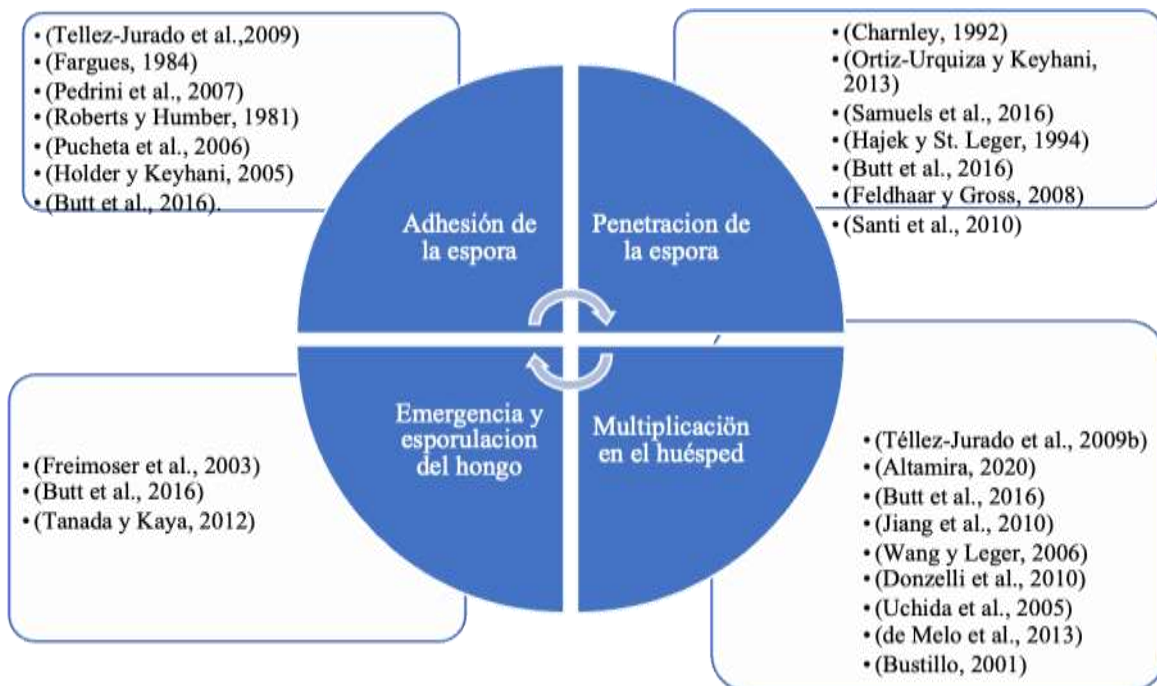 • (Tellez-Jurado et al.,2009)
• (Fargues, 1984)
• (Pedrini et al., 2007)
• (Roberts y Humber, 1981)
• (Pucheta et al., 2006)
• (Holder y Keyhani, 2005)
• (Butt et al., 2016).
Adhesión de
la espora
• (Charnley, 1992)
• (Ortiz-Urquiza y Keyhani,
2013)
• (Samuels et al., 2016)
• (Hajek y St. Leger, 1994)
• (Butt et al., 2016)
• (Feldhaar y Gross, 2008)
• (Santi et al., 2010)
Penetracion de
la espora
Emergencia y
esporulacion
del hongo
• (Freimoser et al., 2003)
• (Butt et al., 2016)
• (Tanada y Kaya, 2012)
Multiplicaciön
en el huésped
• (Téllez-Jurado et al., 2009b)
• (Altamira, 2020)
• (Butt et al., 2016)
• (Jiang et al., 2010)
• (Wang y Leger, 2006)
• (Donzelli et al., 2010)
• (Uchida et al., 2005)
• (de Melo et al., 2013)
• (Bustillo, 2001)